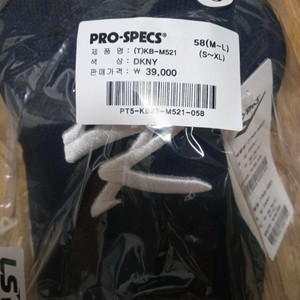 PRO-SPECS®
58(M~L)
제 품 명 : (T)KB-M521
(S~XL)
색 상 : DKNY
판매가격 : ₩ 39,000
PT5-KB23-M521-058